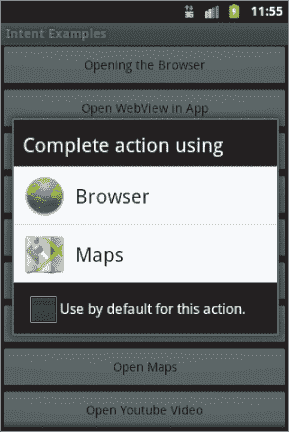 11:55
Intent Examples
Opening the Browser
Open WebView in App
Complete action using
Browser
Maps
Use by default for this action.
Open Maps
Open Youtube Video